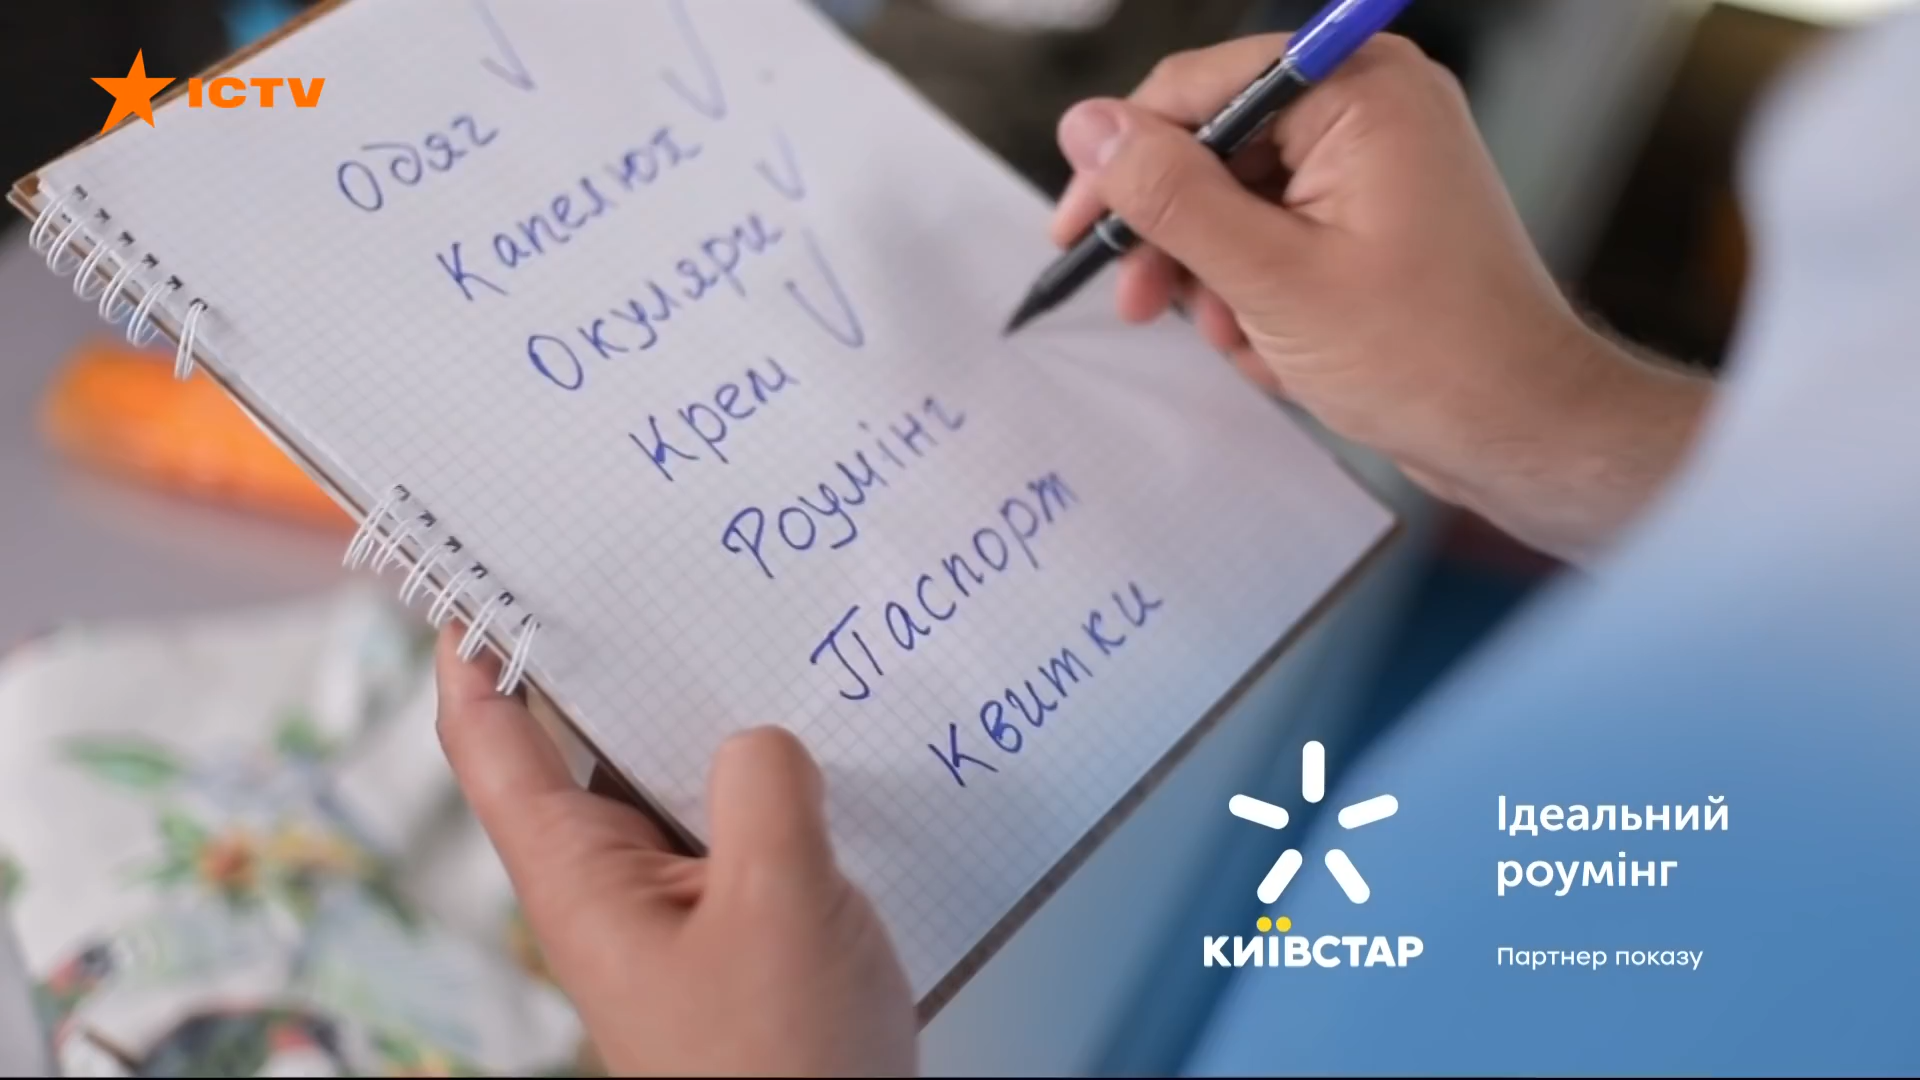 ICTV
Одяг
Капелюх
Окуляри
Крем
Роумінг
Паспорт
Квитки
Ідеальний
роумінг
КИЇВСТАР
Партнер показу